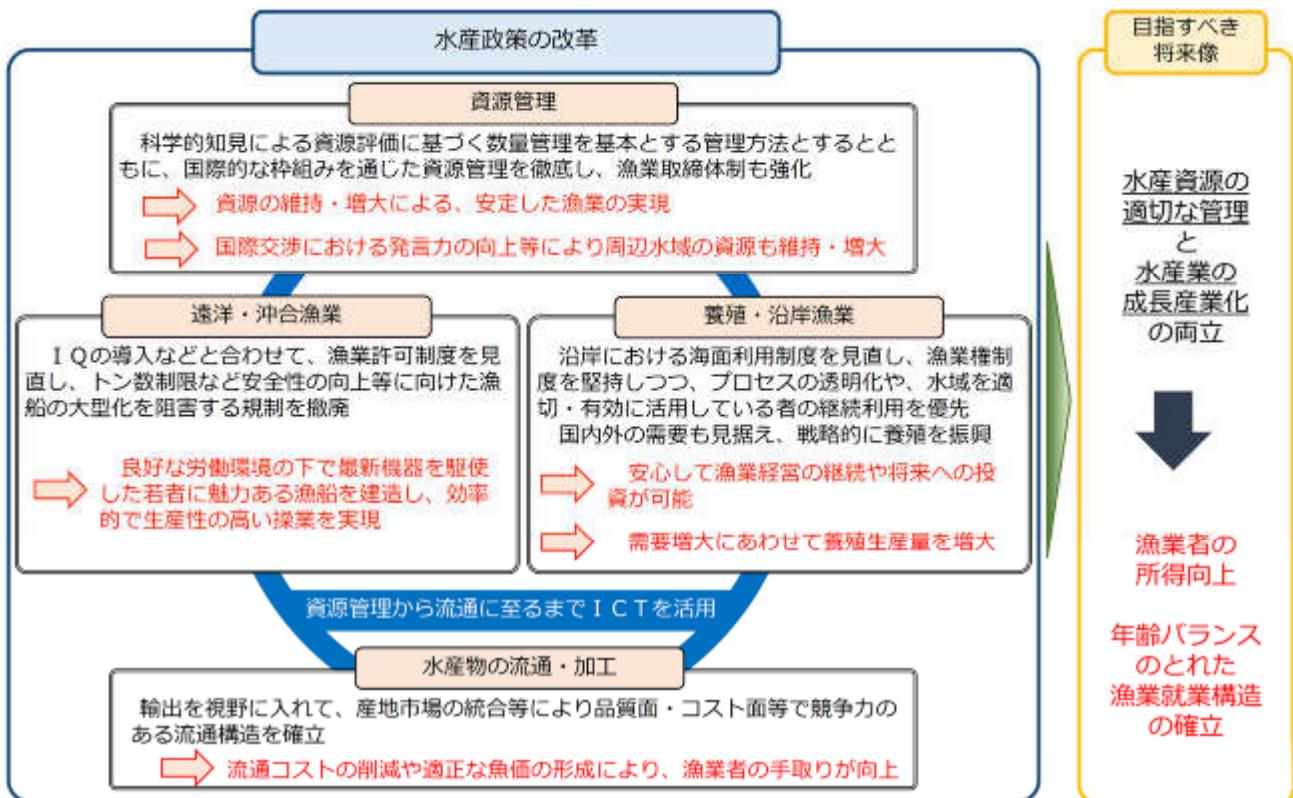 水産政策の改革
資源管理
科学的知見による資源評価に基づく数量管理を基本とする管理方法とするとと
もに、国際的な枠組みを通じた資源管理を徹底し、漁業取締体制も強化
資源の維持・増大による、安定した漁業の実現
国際交渉における発言力の向上等により周辺水域の資源も維持・増大
遠洋・沖合漁業
ＩＱの導入などと合わせて、漁業許可制度を見
直し、トン数制限など安全性の向上等に向けた漁
船の大型化を阻害する規制を撤廃
良好な労働環境の下で最新機器を駆使
した若者に魅力ある漁船を建造し、効率
的で生産性の高い操業を実現
養殖・沿岸漁業
沿岸における海面利用制度を見直し、漁業権制
度を堅持しつつ、プロセスの透明化や、水域を適
切・有効に活用している者の継続利用を優先
国内外の需要も見据え、戦略的に養殖を振興
安心して漁業経営の継続や将来への投
資が可能
需要増大にあわせて養殖生産量を増大
資源管理から流通に至るまでＩＣＴを活用
水産物の流通・加工
輸出を視野に入れて、産地市場の統合等により品質面・コスト面等で競争力の
ある流通構造を確立
流通コストの削減や適正な魚価の形成により、漁業者の手取りが向上
目指すべき
将来像
水産資源の
適切な管理
と
水産業の
成長産業化
の両立
漁業者の
所得向上
年齢バランス
のとれた
漁業就業構造
の確立